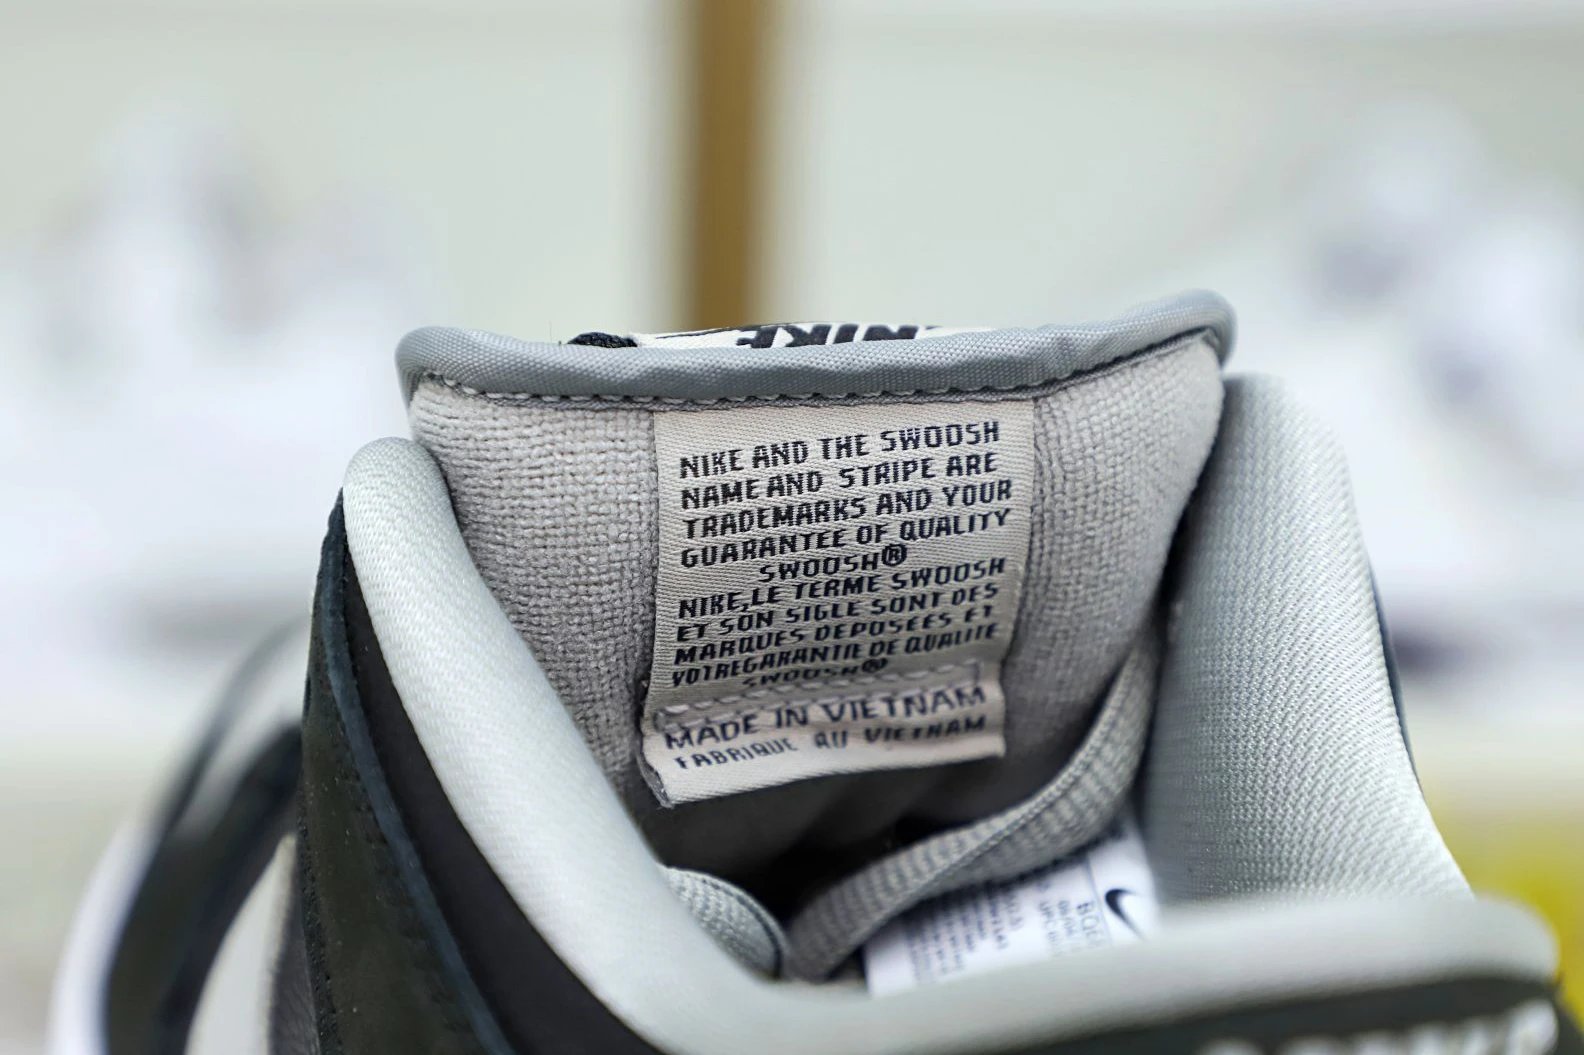 NIKE
NIKE AND THE SWOOSH
NAME AND STRIPE ARE
TRADEMARKS AND YOUR
GUARANTEE OF QUALITY
SWOOSH®
NIKE,LE TERME SWOOSH
ET SON SIGLE SONT DES
MARQUES DEPOSEES ET
VOTREGARANTIE DE QUALITE
SWOOSH®
MADE IN VIETNAM
FABRIQUE AU VIETNAM